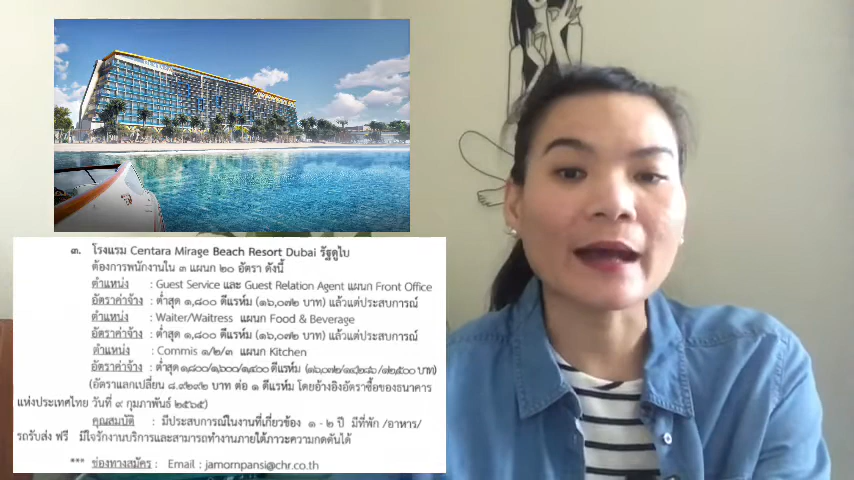 ๓. โรงแรม Centara Mirage Beach Resort Dubai รัฐดูไบ
ต้องการพนักงานใน ๓ แผนก ๒๐ อัตรา ดังนี้
ตำแหน่ง : Guest Service และ Guest Relation Agent แผนก Front Office
อัตราค่าจ้าง : ต่ำสุด ๑,๘๐๐ ดีแรห์ม (๑๖,๐๗๒ บาท) แล้วแต่ประสบการณ์
ตำแหน่ง : Waiter/Waitress แผนก Food & Beverage
อัตราค่าจ้าง : ต่ำสุด ๑,๘๐๐ ดีแรห์ม (๑๖,๐๗๒ บาท) แล้วแต่ประสบการณ์
ตำแหน่ง : Commis ๑/๒/๓ แผนก Kitchen
อัตราค่าจ้าง : ต่ำสุด ดีแรห์ม บาท)
(อัตราแลกเปลี่ยน ๘.๙๒๙๒ บาท ต่อ ๑ ดีแรห์ม โดยอ้างอิงอัตราซื้อของธนาคาร
แห่งประเทศไทย วันที่ ๙ กุมภาพันธ์ ๒๕๖๕)
คุณสมบัติ : มีประสบการณ์ในงานที่เกี่ยวข้อง ๑ - ๒ ปี มีที่พัก /อาหาร/
รถรับส่ง ฟรี มีใจรักงานบริการและสามารถทำงานภายใต้ภาวะความกดดันได้
*** ช่องทางสมัคร : Email : jamornpansi@chr.co.th